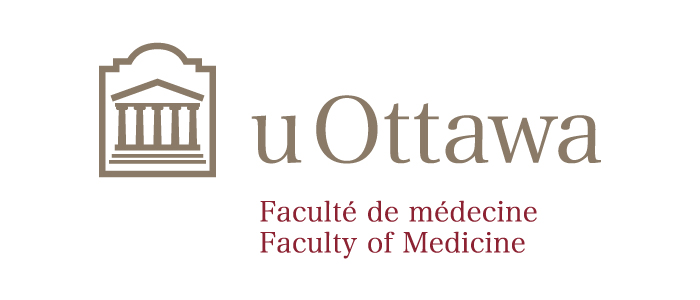 uOttawa
Faculté de médecine
Faculty of Medicine